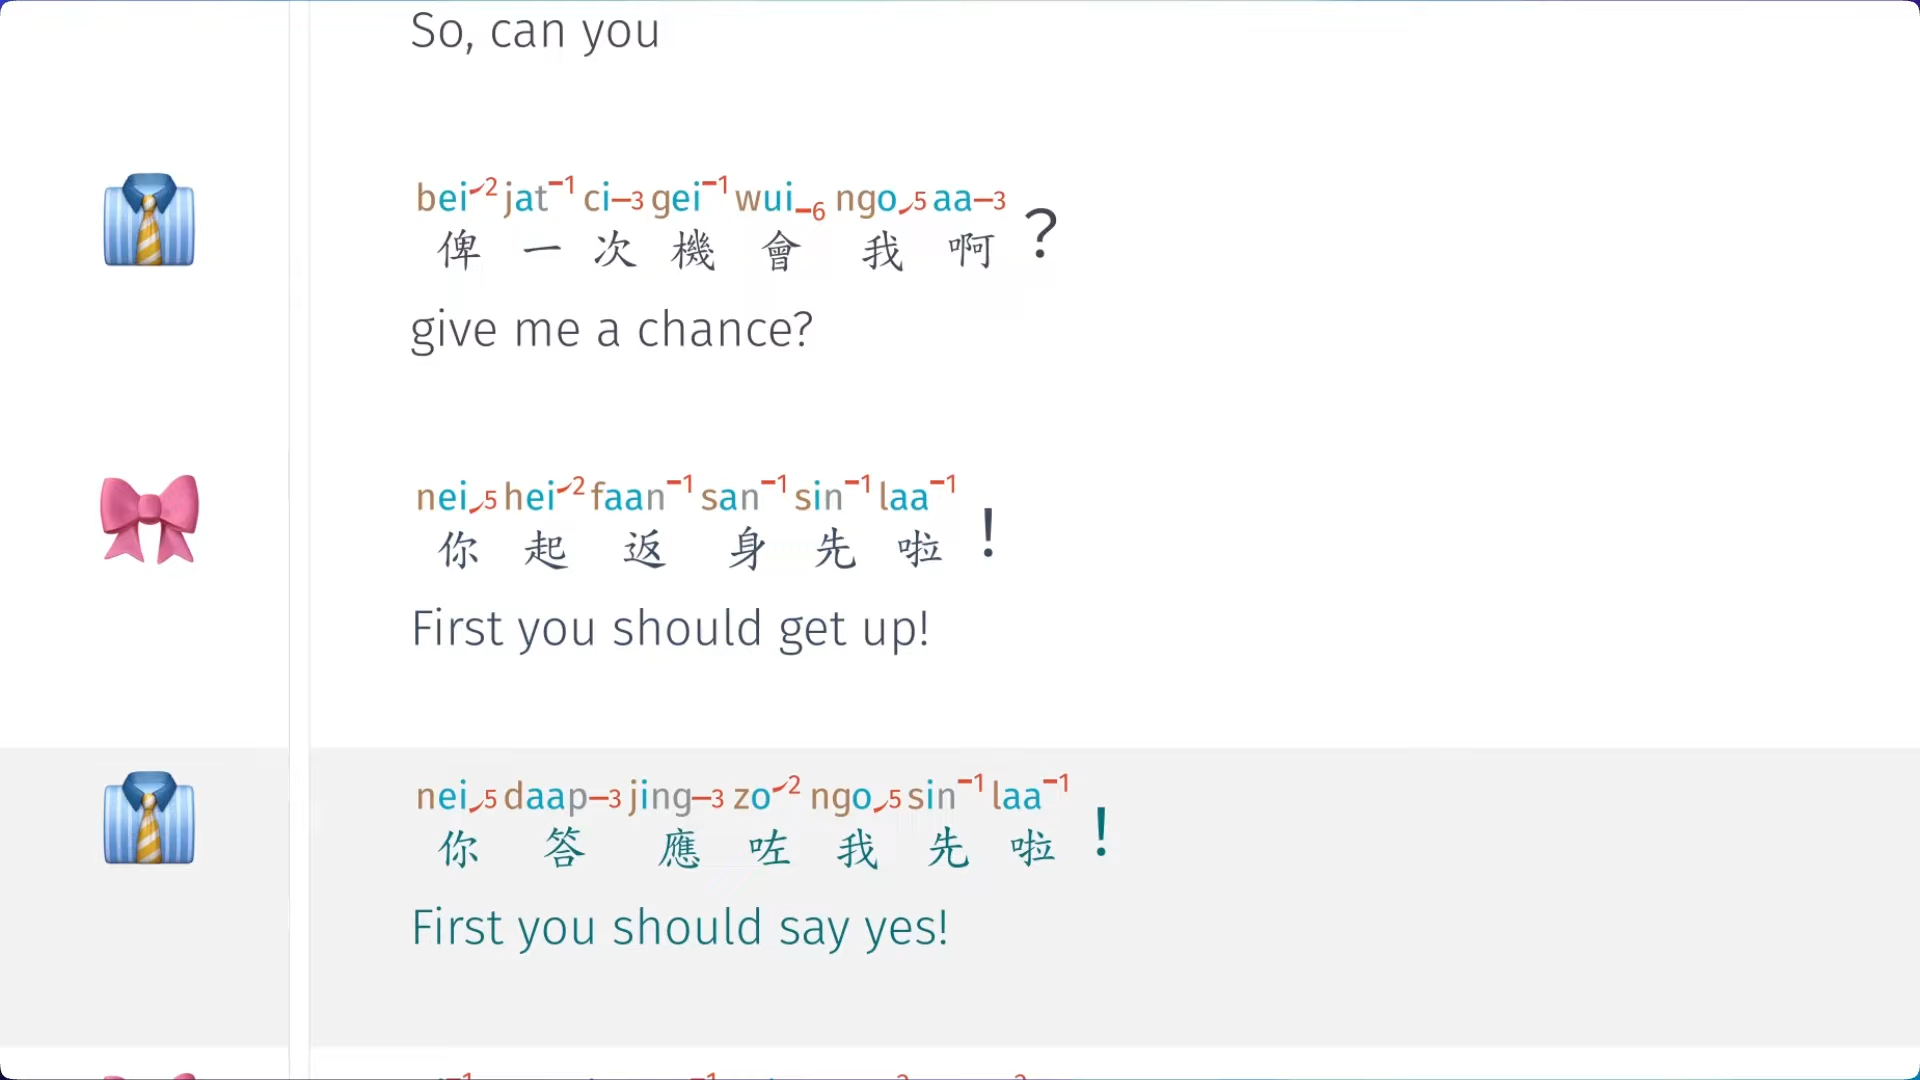 So, can you
bei2 jat1 ci3 gei1 wui6 ngo5 aa3
俾一次機會我啊？
give me a chance?
nei5 hei2 faan1 san1 sin1 laa1
你起返身先啦！
First you should get up!
nei5 daap3 jing3 zo2 ngo5 sin1 laa1
你答應咗我先啦！
First you should say yes!